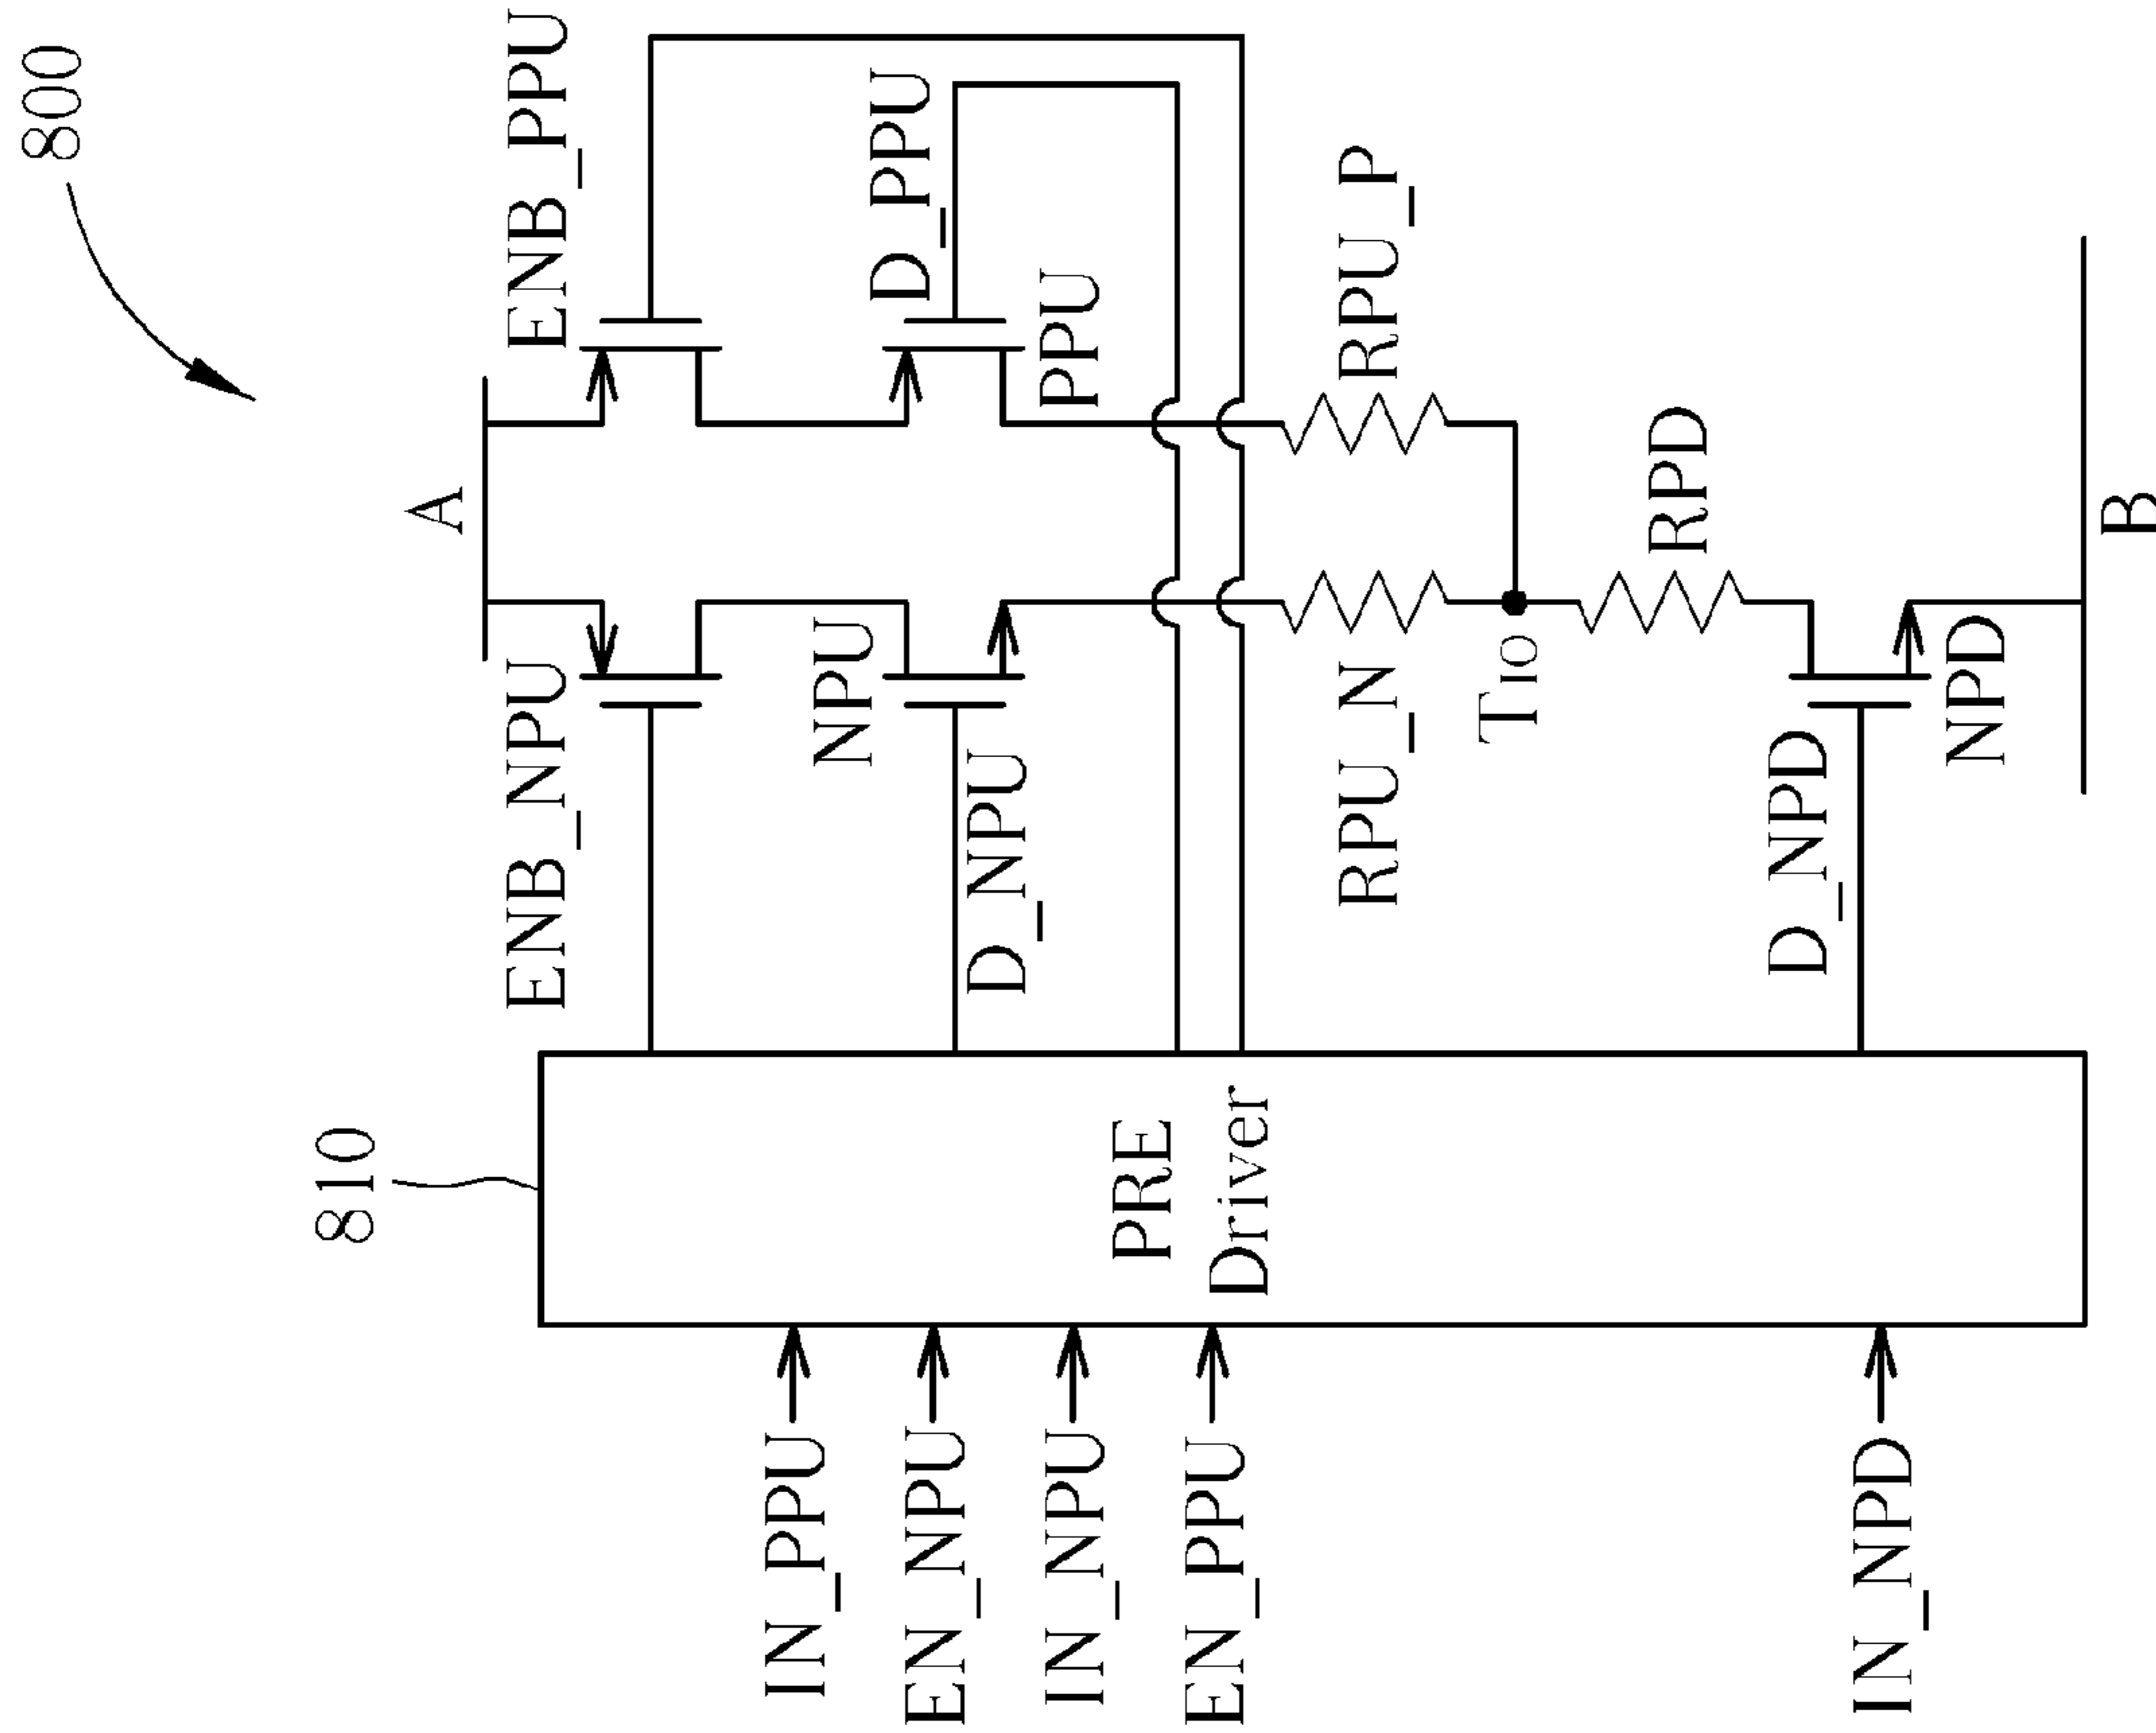 800
810
A
ENB_NPU
ENB_PPU
NPU
D_PPU
D_NPU
PPU
IN_PPU
EN_NPU
IN_NPU
EN_PPU
PRE
Driver
RPU_N
RPU_P
TIO
RPD
D_NPD
IN_NPD
NPD
B